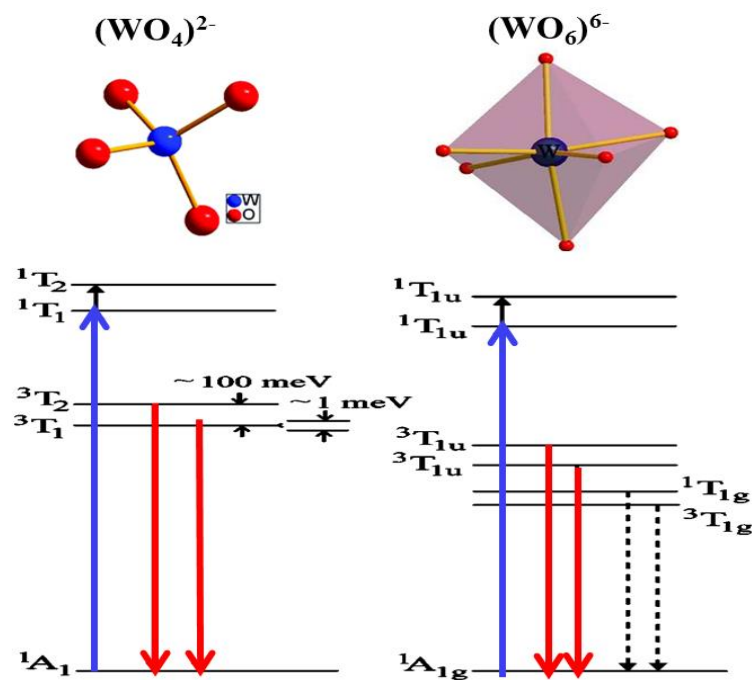 (WO₄)²⁻
(WO₆)⁶⁻
W
O
W
¹T₂
¹T₁
³T₂
³T₁
~100 meV
~1 meV
¹A₁
¹T₁ᵤ
¹T₁ᵤ
³T₁ᵤ
³T₁ᵤ
¹T₁g
³T₁g
¹A₁g